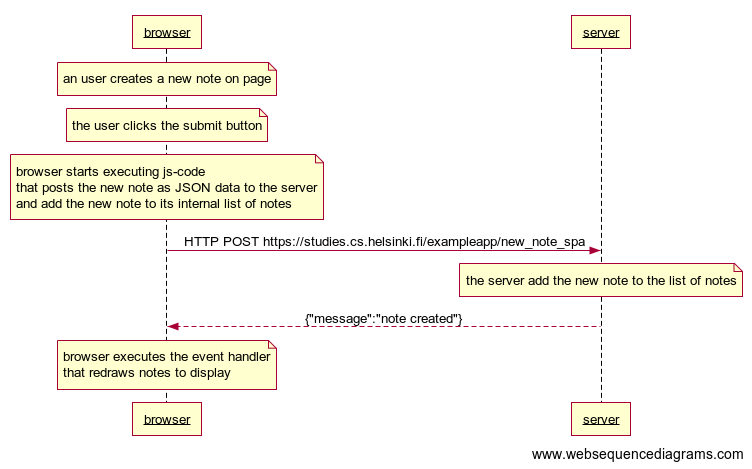 browser
server
an user creates a new note on page
the user clicks the submit button
browser starts executing js-code
that posts the new note as JSON data to the server
and add the new note to its internal list of notes
HTTP POST https://studies.cs.helsinki.fi/exampleapp/new_note_spa
the server add the new note to the list of notes
{"message":"note created"}
browser executes the event handler
that redraws notes to display
browser
server
www.websequencediagrams.com